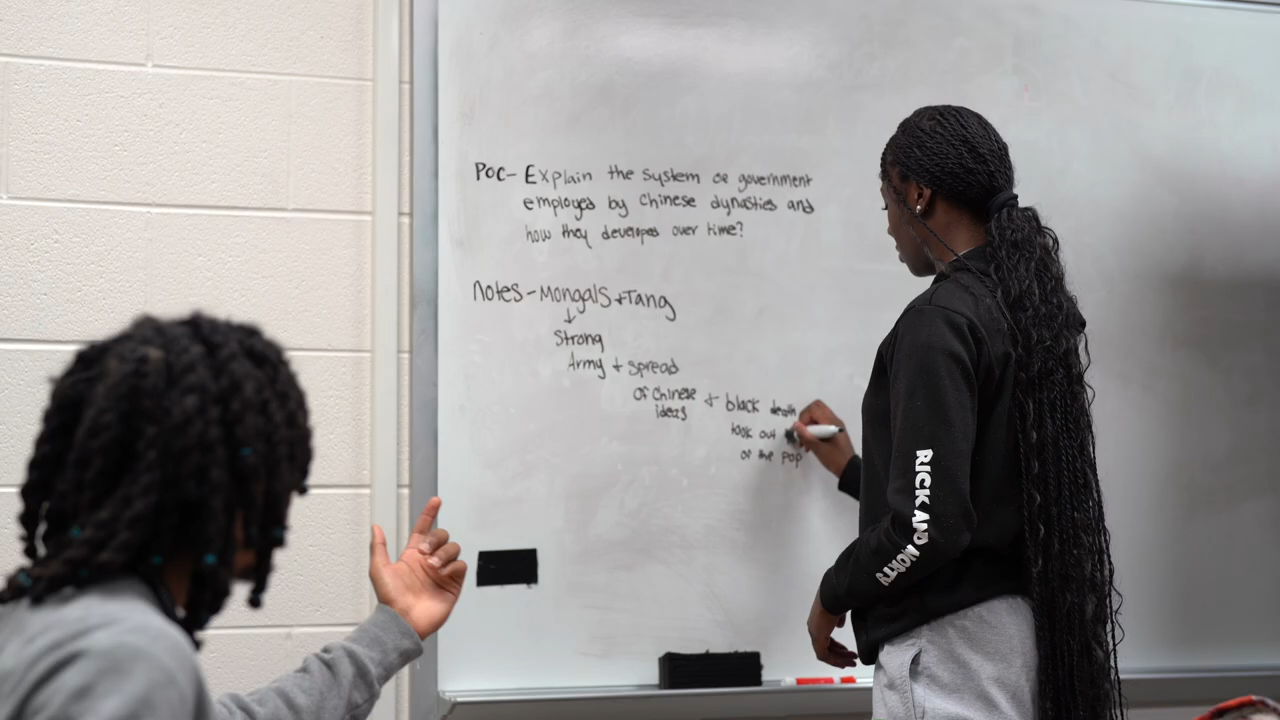 POC- Explain the system of government
employed by Chinese dynasties and
how they developed over time?
Notes - Mongals + Tang
↓
Strong
Army + spread
of Chinese + black death
ideas
took out
of the pop
RICK AND MORTY